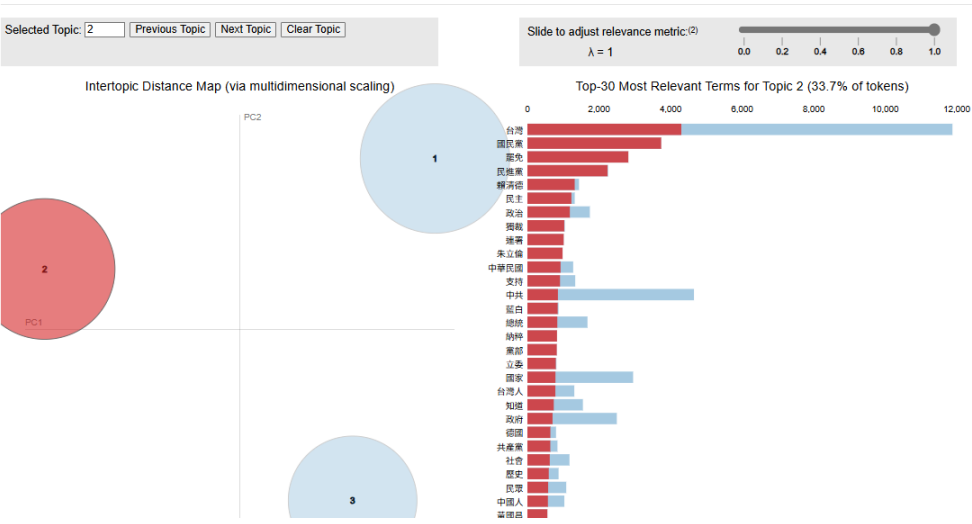 Selected Topic: 2 Previous Topic Next Topic Clear Topic
Slide to adjust relevance metric:(2)
λ = 1
0.0 0.2 0.4 0.6 0.8 1.0
Intertopic Distance Map (via multidimensional scaling)
PC2
PC1
1
2
3
Top-30 Most Relevant Terms for Topic 2 (33.7% of tokens)
0 2,000 4,000 6,000 8,000 10,000 12,000
台灣
國民黨
罷免
民進黨
賴清德
民主
政治
獨裁
連署
朱立倫
中華民國
支持
中共
藍白
總統
納粹
黨部
立委
國家
台灣人
知道
政府
德國
共產黨
社會
歷史
民眾
中國人
黃國昌